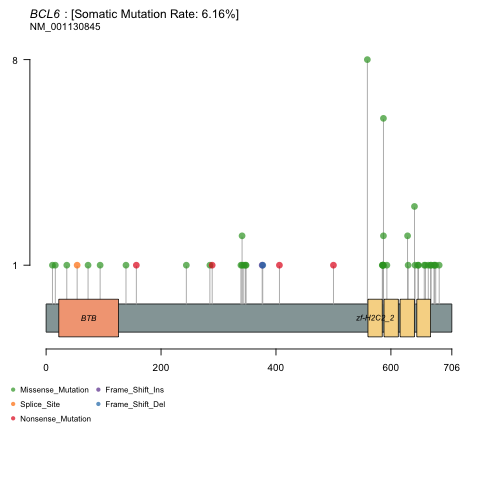 BCL6 : [Somatic Mutation Rate: 6.16%]
NM_001130845
8
1
BTB
zf-H2C2_2
0 200 400 600 706
Missense_Mutation Frame_Shift_Ins
Splice_Site Frame_Shift_Del
Nonsense_Mutation